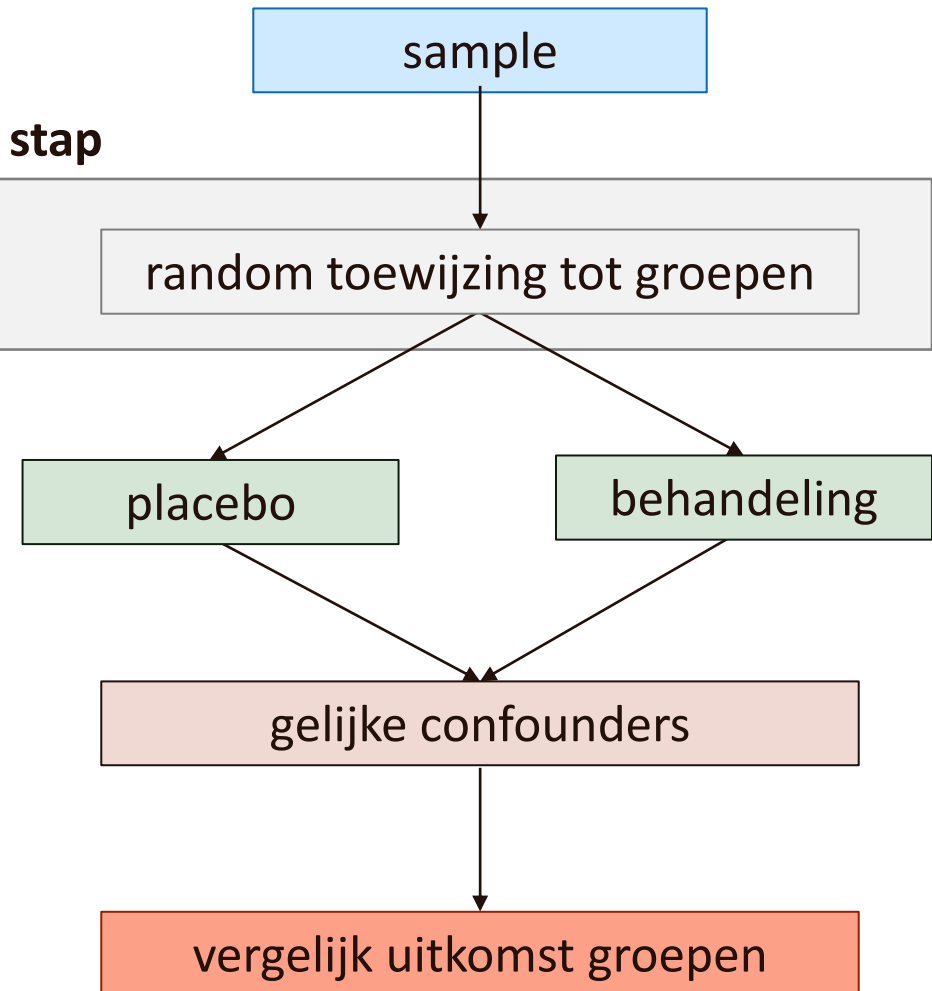 sample
stap
random toewijzing tot groepen
placebo
behandeling
gelijke confounders
vergelijk uitkomst groepen